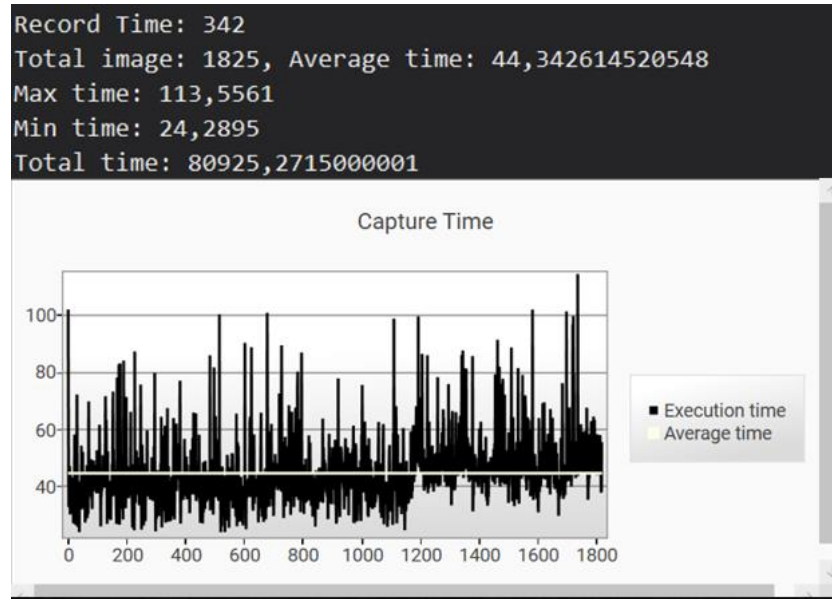 Record Time: 342
Total image: 1825, Average time: 44,342614520548
Max time: 113,5561
Min time: 24,2895
Total time: 80925,2715000001
Capture Time
100
80
60
40
0 200 400 600 800 1000 1200 1400 1600 1800
Execution time
Average time